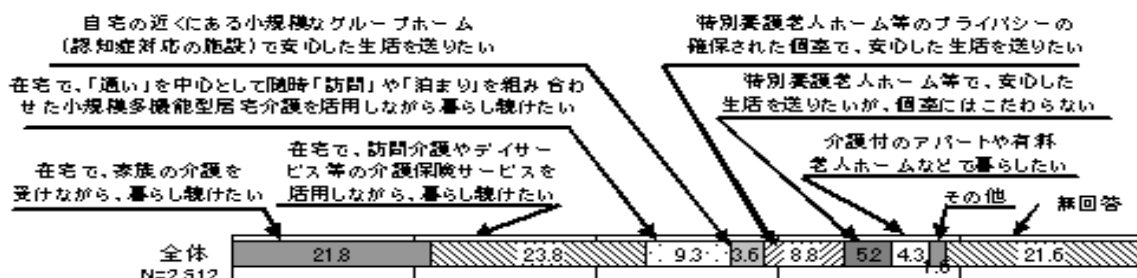 自宅の近くにある小規模なグループホーム
(認知症対応の施設)で安心した生活を送りたい
特別養護老人ホーム等のプライバシーの
確保された個室で、安心した生活を送りたい
在宅で、「通い」を中心として随時「訪問」や「泊まり」を組み合わ
せた小規模多機能型居宅介護を活用しながら暮らし続けたい
特別養護老人ホーム等で、安心した
生活を送りたいが、個室にはこだわらない
在宅で、家族の介護を
受けながら、暮らし続けたい
在宅で、訪問介護やデイサー
ビス等の介護保険サービスを
活用しながら、暮らし続けたい
介護付のアパートや有料
老人ホームなどで暮らしたい
その他
無回答
全体
N=2,512
21.8
23.8
9.3
3.6
8.8
5.2
4.3
1.6
21.6